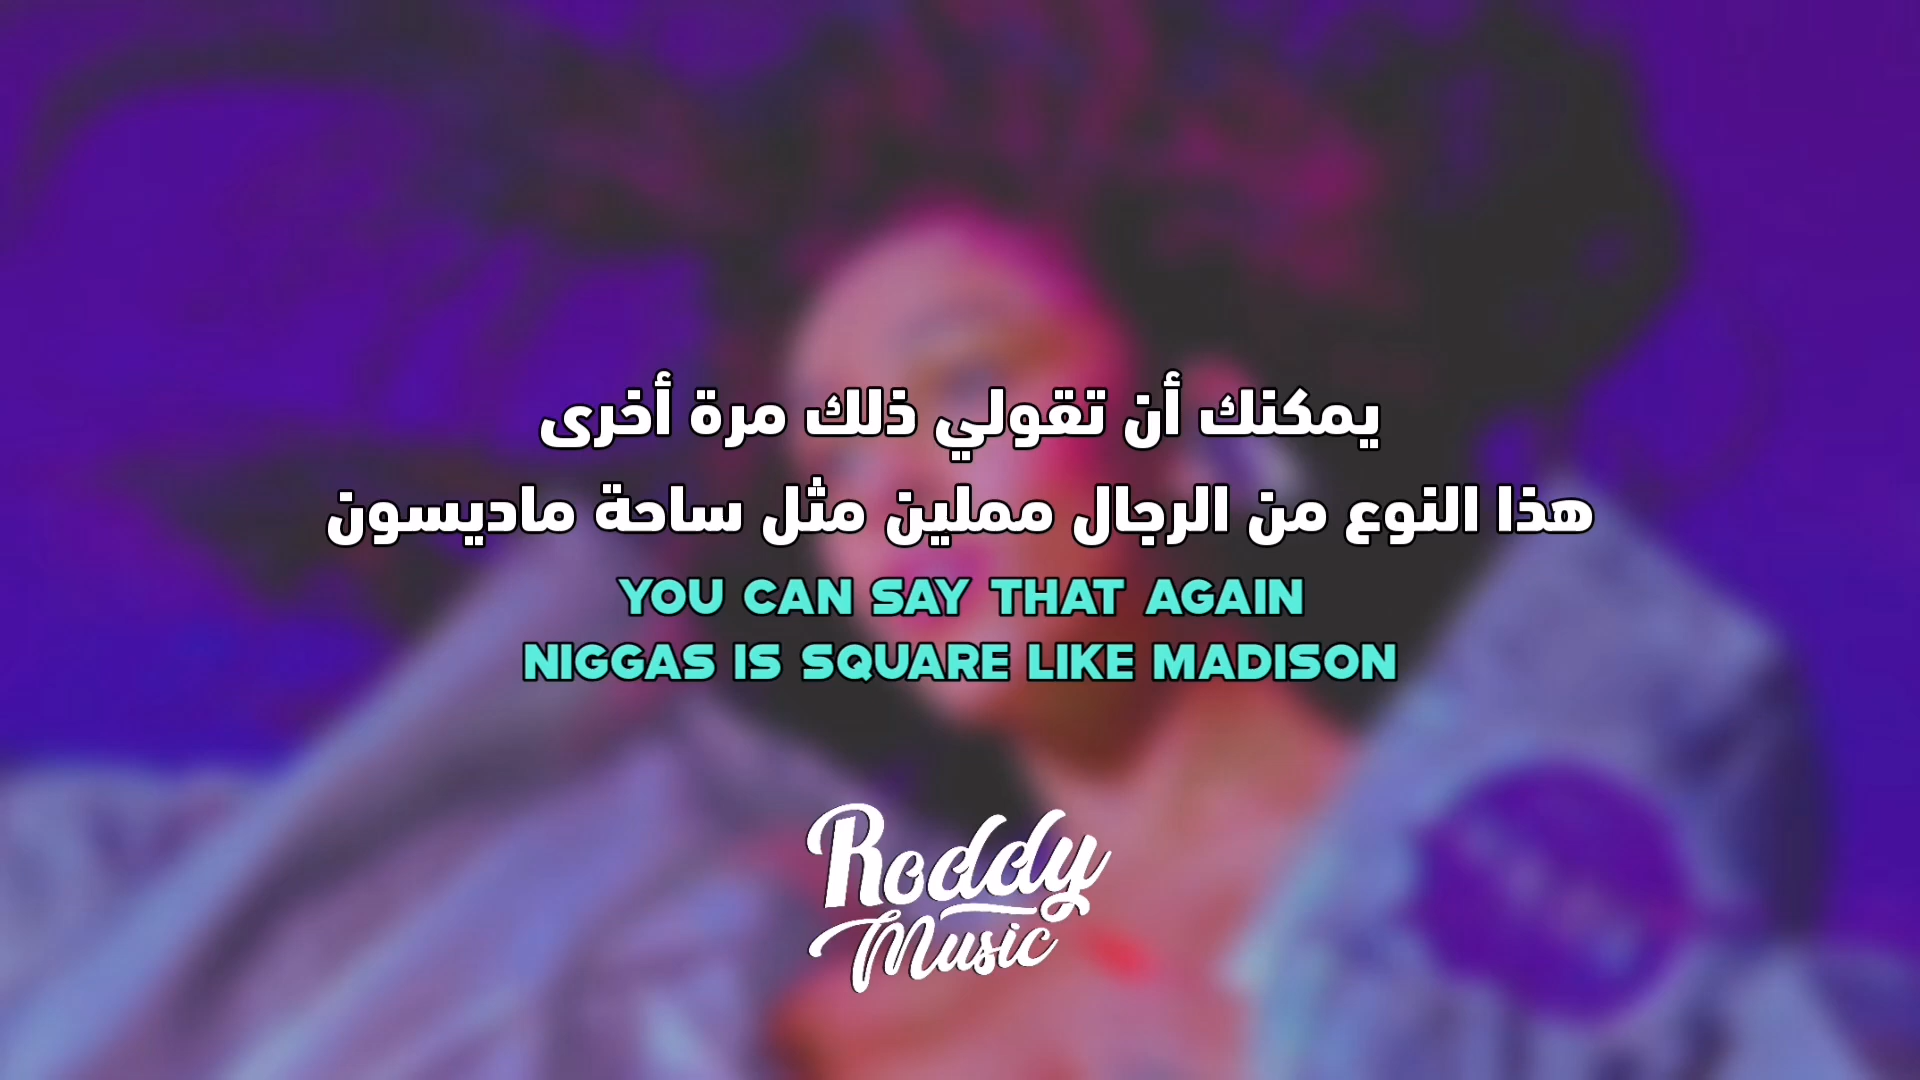 يمكنك أن تقولي ذلك مرة أخرى
هذا النوع من الرجال مملين مثل ساحة ماديسون
YOU CAN SAY THAT AGAIN
NIGGAS IS SQUARE LIKE MADISON
Roddy
Music